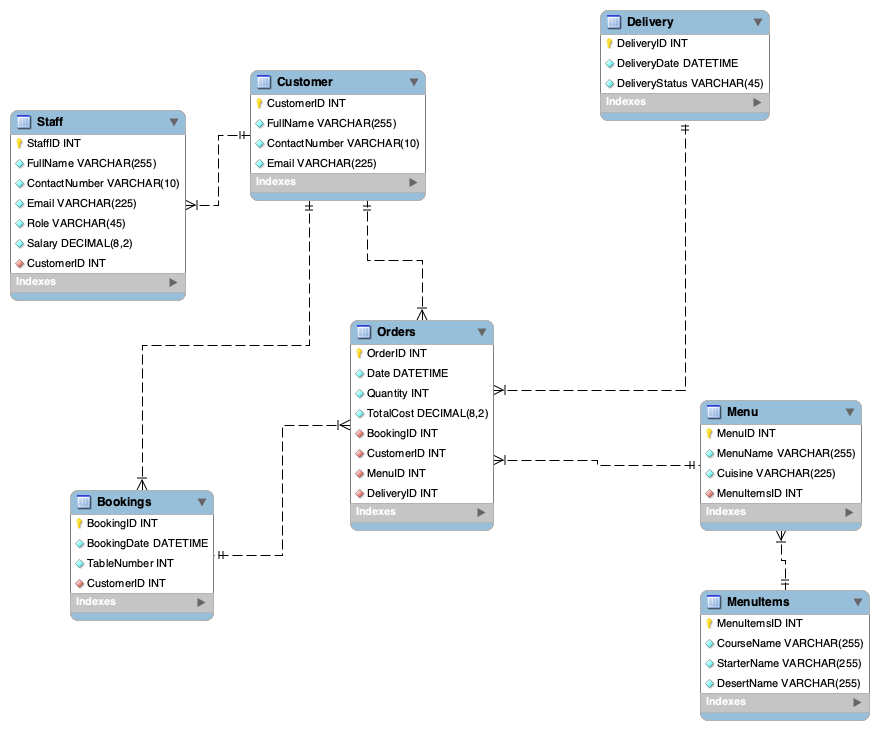 Delivery
DeliveryID INT
DeliveryDate DATETIME
DeliveryStatus VARCHAR(45)
Indexes
Customer
CustomerID INT
FullName VARCHAR(255)
ContactNumber VARCHAR(10)
Email VARCHAR(225)
Indexes
Staff
StaffID INT
FullName VARCHAR(255)
ContactNumber VARCHAR(10)
Email VARCHAR(225)
Role VARCHAR(45)
Salary DECIMAL(8,2)
CustomerID INT
Indexes
Orders
OrderID INT
Date DATETIME
Quantity INT
TotalCost DECIMAL(8,2)
BookingID INT
CustomerID INT
MenuID INT
DeliveryID INT
Indexes
Menu
MenuID INT
MenuName VARCHAR(255)
Cuisine VARCHAR(225)
MenuItemsID INT
Indexes
Bookings
BookingID INT
BookingDate DATETIME
TableNumber INT
CustomerID INT
Indexes
MenuItems
MenuItemsID INT
CourseName VARCHAR(255)
StarterName VARCHAR(255)
DesertName VARCHAR(255)
Indexes